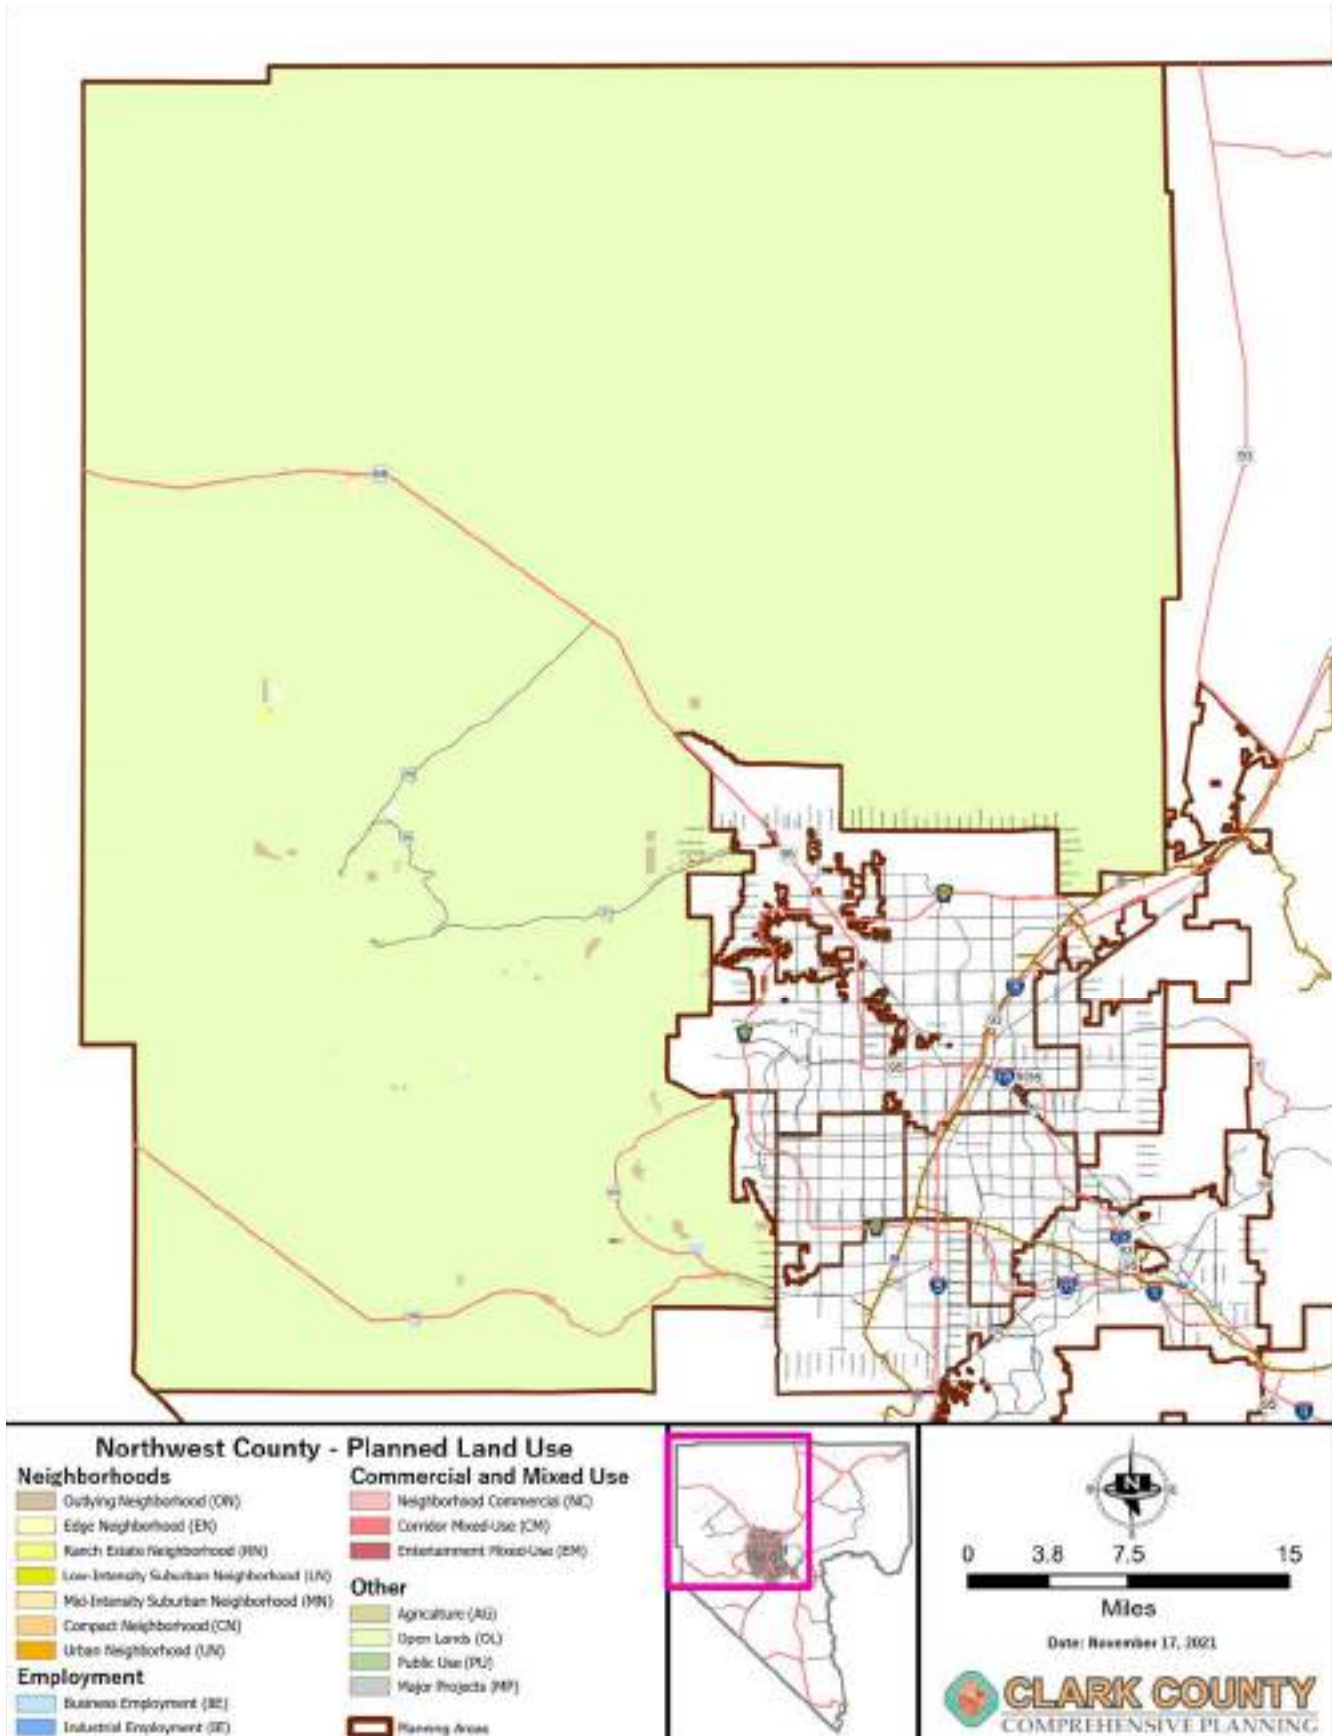 93
95
Northwest County - Planned Land Use
Neighborhoods
Outlying Neighborhood (ON)
Edge Neighborhood (EN)
Ranch Estate Neighborhood (RN)
Low-Intensity Suburban Neighborhood (LN)
Mid-Intensity Suburban Neighborhood (MN)
Compact Neighborhood (CN)
Urban Neighborhood (UN)
Employment
Business Employment (BE)
Industrial Employment (IE)
Commercial and Mixed Use
Neighborhood Commercial (NC)
Corridor Mixed-Use (CM)
Entertainment Mixed-Use (EM)
Other
Agriculture (AG)
Open Lands (OL)
Public Use (PU)
Major Projects (MP)
Planning Areas
N
0 3.8 7.5 15
Miles
Date: November 17, 2021
CLARK COUNTY
COMPREHENSIVE PLANNING